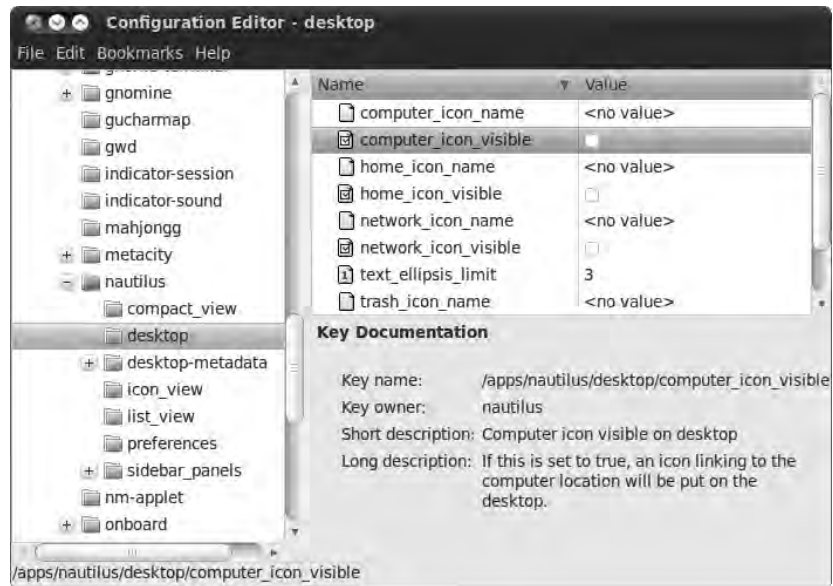 Configuration Editor - desktop
File Edit Bookmarks Help
gnomine
gucharmap
gwd
indicator-session
indicator-sound
mahjongg
metacity
nautilus
compact_view
desktop
desktop-metadata
icon_view
list_view
preferences
sidebar_panels
nm-applet
onboard
Name Value
computer_icon_name <no value>
computer_icon_visible
home_icon_name <no value>
home_icon_visible
network_icon_name <no value>
network_icon_visible
text_ellipsis_limit 3
trash_icon_name <no value>
Key Documentation
Key name: /apps/nautilus/desktop/computer_icon_visible
Key owner: nautilus
Short description: Computer icon visible on desktop
Long description: If this is set to true, an icon linking to the
computer location will be put on the
desktop.
/apps/nautilus/desktop/computer_icon_visible